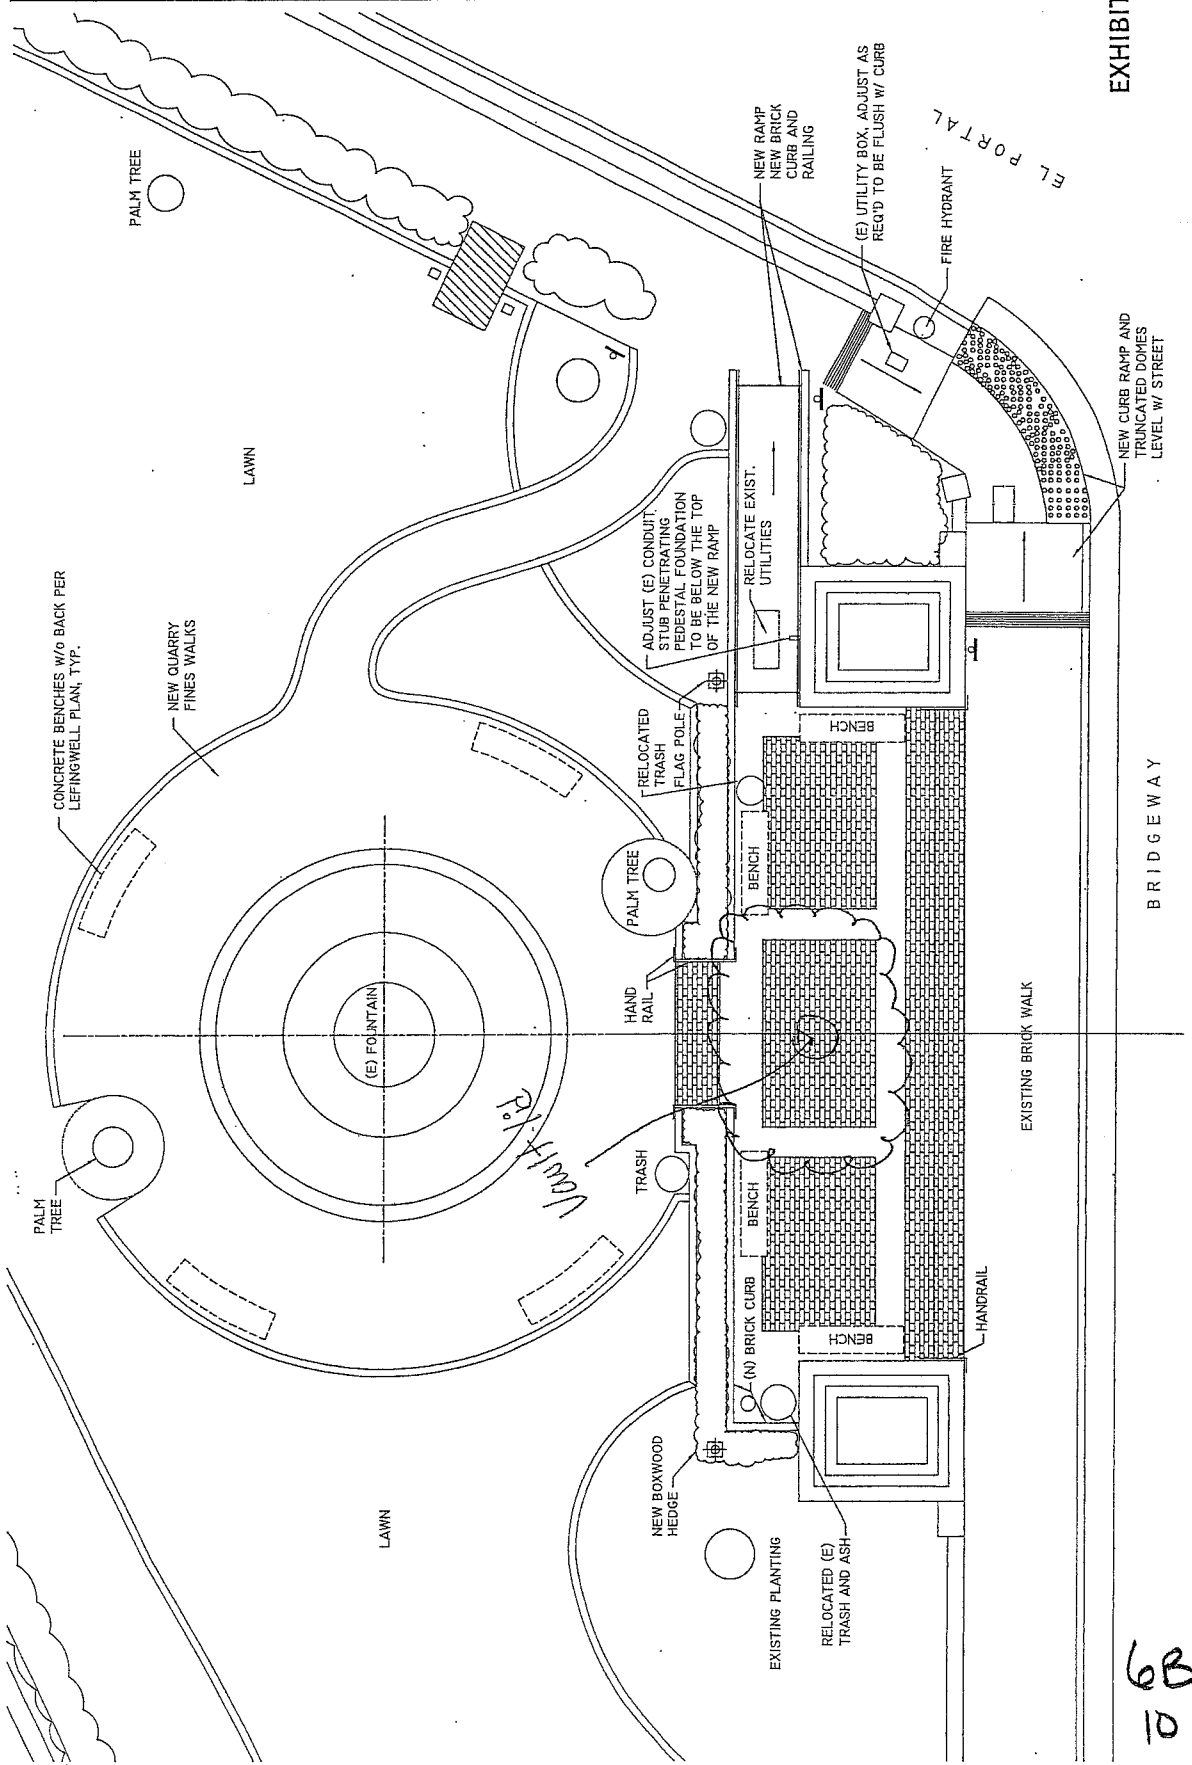 EXHIBIT
PALM TREE
NEW RAMP
NEW BRICK
CURB AND
RAILING
(E) UTILITY BOX, ADJUST AS
REQ'D TO BE FLUSH W/ CURB
EL PORTAL
FIRE HYDRANT
NEW CURB RAMP AND
TRUNCATED DOMES
LEVEL W/ STREET
LAWN
CONCRETE BENCHES W/o BACK PER
LEFINGWELL PLAN, TYP.
NEW QUARRY
FINES WALKS
ADJUST (E) CONDUIT
STUB PENETRATING
PEDESTAL FOUNDATION
TO BE BELOW THE TOP
OF THE NEW RAMP
RELOCATE EXIST.
UTILITIES
RELOCATED
TRASH
FLAG POLE
BENCH
BENCH
PALM TREE
HAND
RAIL
(E) FOUNTAIN
Vault lid
PALM
TREE
TRASH
BENCH
BENCH
(N) BRICK CURB
HANDRAIL
EXISTING BRICK WALK
BRIDGEWAY
NEW BOXWOOD
HEDGE
LAWN
EXISTING PLANTING
RELOCATED (E)
TRASH AND ASH
6B
10